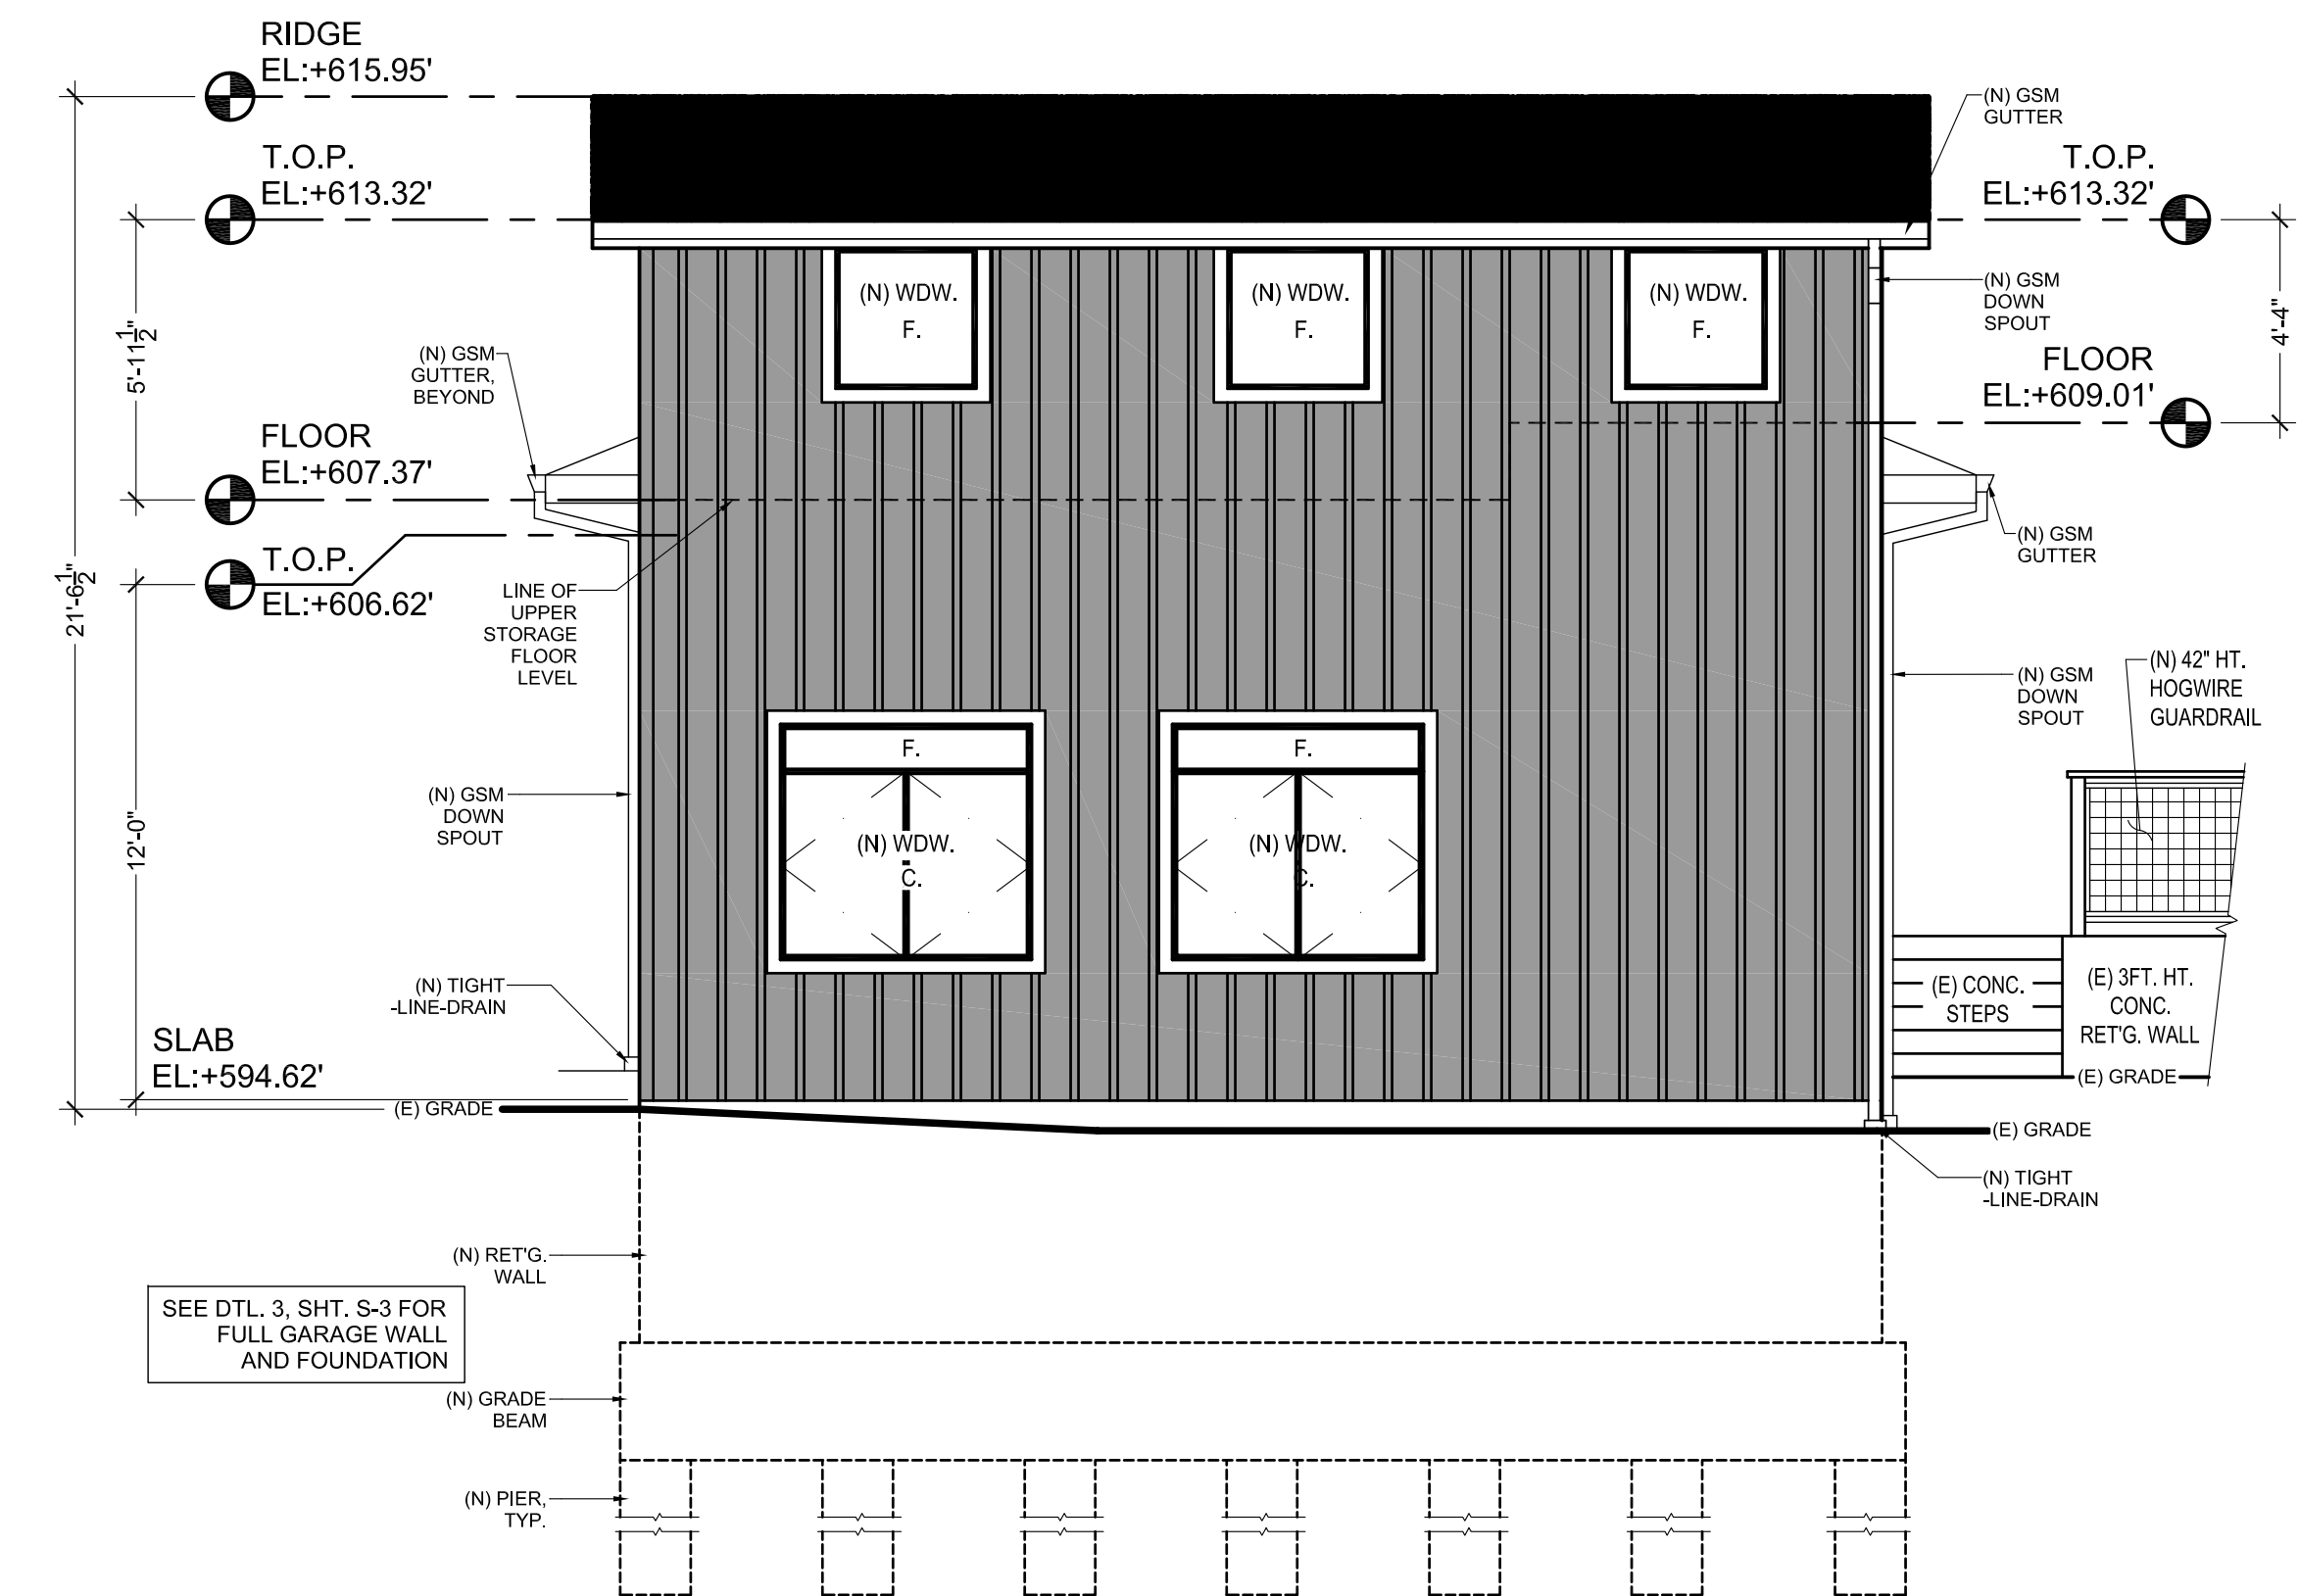 RIDGE
EL:+615.95'
T.O.P.
EL:+613.32'
5'-11 1/2"
(N) GSM
GUTTER,
BEYOND
FLOOR
EL:+607.37'
T.O.P.
EL:+606.62'
21'-6 1/2"
LINE OF
UPPER
STORAGE
FLOOR
LEVEL
12'-0"
(N) GSM
DOWN
SPOUT
(N) TIGHT
-LINE-DRAIN
SLAB
EL:+594.62'
(E) GRADE
(N) RET'G.
WALL
SEE DTL. 3, SHT. S-3 FOR
FULL GARAGE WALL
AND FOUNDATION
(N) GRADE
BEAM
(N) PIER,
TYP.
(N) WDW.
F.
(N) WDW.
F.
(N) WDW.
F.
F.
(N) WDW.
C.
F.
(N) WDW.
C.
(N) GSM
GUTTER
T.O.P.
EL:+613.32'
(N) GSM
DOWN
SPOUT
4'-4"
FLOOR
EL:+609.01'
(N) GSM
GUTTER
(N) GSM
DOWN
SPOUT
(N) 42" HT.
HOGWIRE
GUARDRAIL
(E) CONC.
STEPS
(E) 3FT. HT.
CONC.
RET'G. WALL
(E) GRADE
(E) GRADE
(N) TIGHT
-LINE-DRAIN